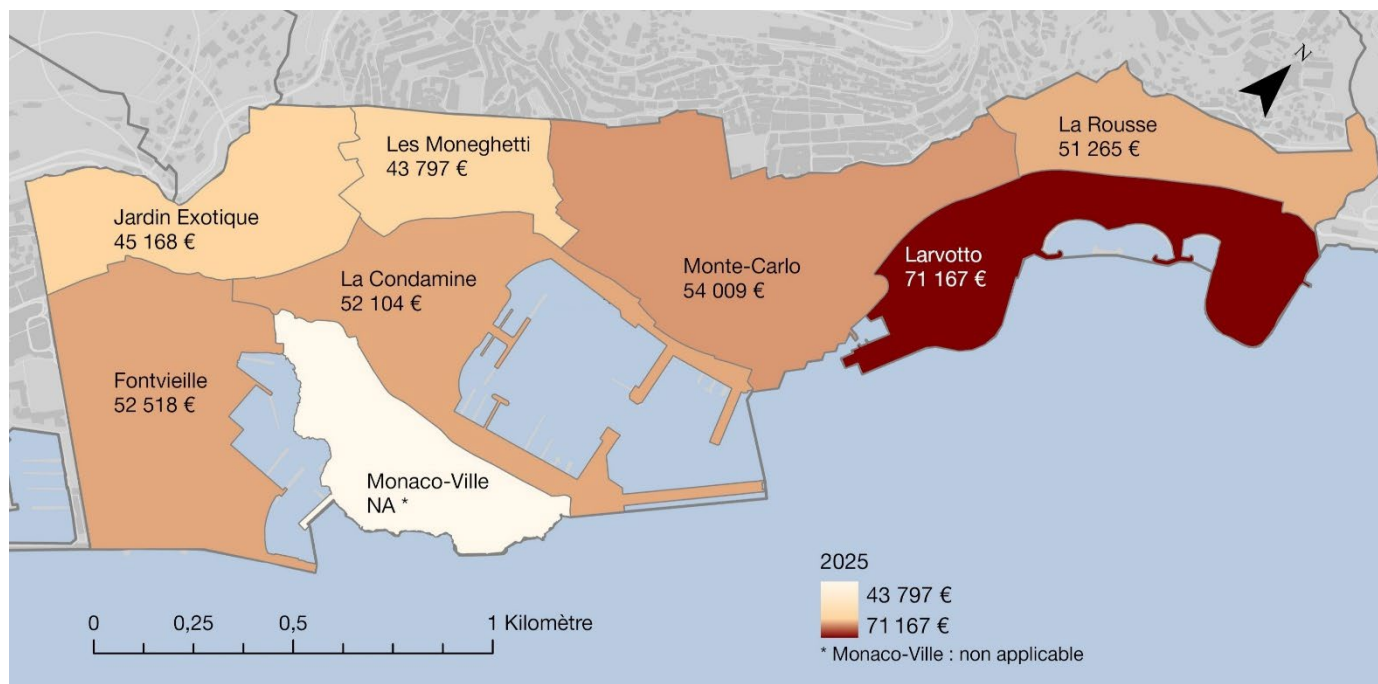 N
La Rousse
51 265 €
Les Moneghetti
43 797 €
Jardin Exotique
45 168 €
Larvotto
71 167 €
Monte-Carlo
54 009 €
La Condamine
52 104 €
Fontvieille
52 518 €
Monaco-Ville
NA *
2025
43 797 €
71 167 €
* Monaco-Ville : non applicable
0 0,25 0,5 1 Kilomètre